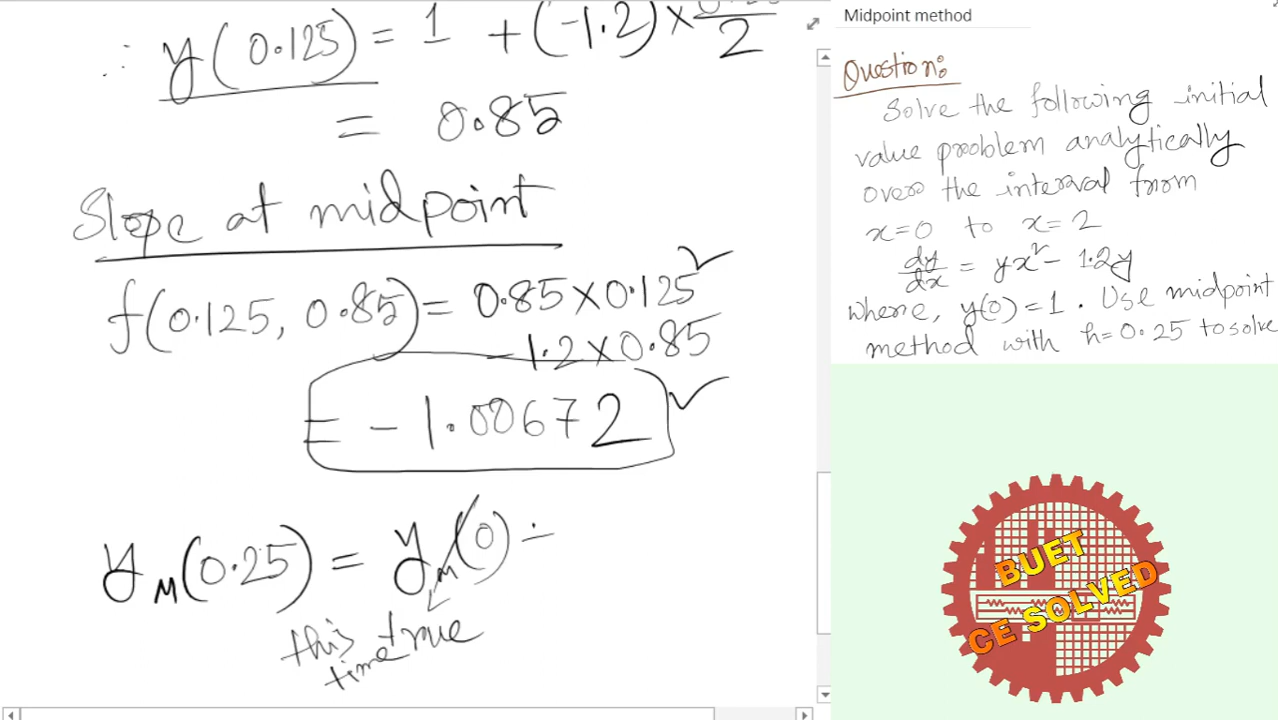 ∴ y(0.125) = 1 + (-1.2) × 0.25/2
= 0.85
Slope at midpoint
f(0.125, 0.85) = 0.85×0.125²
- 1.2×0.85
= -1.00672
yM(0.25) = yM(0) ÷
this true
time
Midpoint method
Question:
Solve the following initial
value problem analytically
over the interval from
x=0 to x=2
dy/dx = yx² - 1.2y
where, y(0)=1. Use midpoint
method with h=0.25 to solve
BUET
CE SOLVED